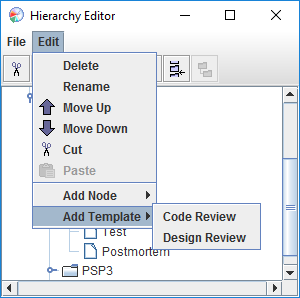 Hierarchy Editor
File Edit
Delete
Rename
Move Up
Move Down
Cut
Paste
Add Node
Add Template
Code Review
Design Review
Test
Postmortem
PSP3